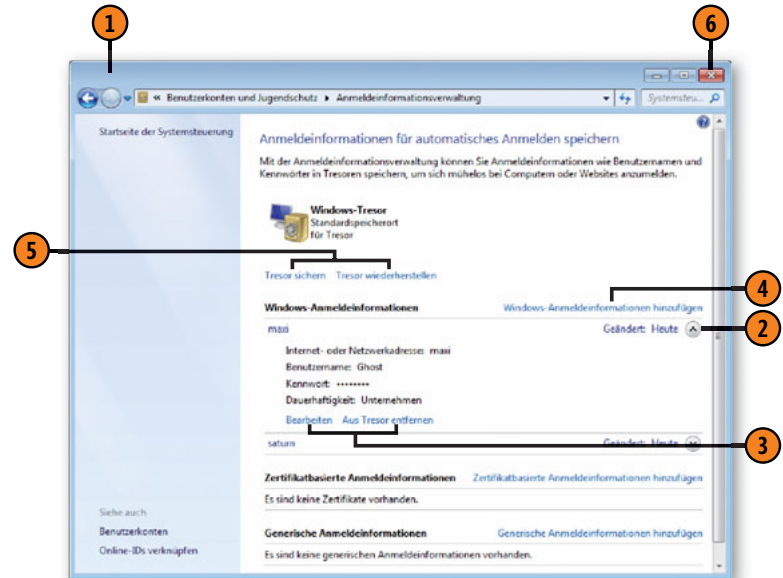 1
6
« Benutzerkonten und Jugendschutz ▸ Anmeldeinformationsverwaltung
Systemsteu...
Startseite der Systemsteuerung
Anmeldeinformationen für automatisches Anmelden speichern
Mit der Anmeldeinformationsverwaltung können Sie Anmeldeinformationen wie Benutzernamen und
Kennwörter in Tresoren speichern, um sich mühelos bei Computern oder Websites anzumelden.
Windows-Tresor
Standardspeicherort
für Tresor
5
Tresor sichern Tresor wiederherstellen
4
Windows-Anmeldeinformationen Windows-Anmeldeinformationen hinzufügen
maxi Geändert: Heute
2
Internet- oder Netzwerkadresse: maxi
Benutzername: Ghost
Kennwort: ••••••••
Dauerhaftigkeit: Unternehmen
Bearbeiten Aus Tresor entfernen
saturn Geändert: Heute
3
Zertifikatbasierte Anmeldeinformationen Zertifikatbasierte Anmeldeinformationen hinzufügen
Es sind keine Zertifikate vorhanden.
Generische Anmeldeinformationen Generische Anmeldeinformationen hinzufügen
Es sind keine generischen Anmeldeinformationen vorhanden.
Siehe auch
Benutzerkonten
Online-IDs verknüpfen